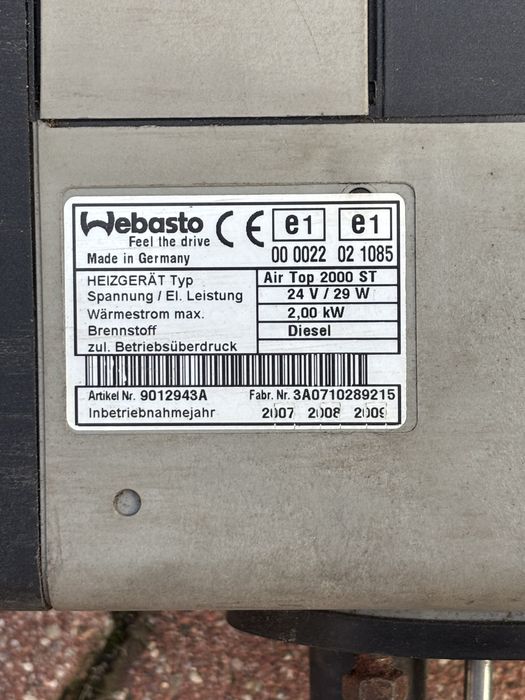 Webasto CE e1 e1
Feel the drive
Made in Germany 00 0022 02 1085
HEIZGERÄT Typ Air Top 2000 ST
Spannung / El. Leistung 24 V / 29 W
Wärmestrom max. 2,00 kW
Brennstoff Diesel
zul. Betriebsüberdruck
Artikel Nr. 9012943A Fabr. Nr. 3A0710289215
Inbetriebnahmejahr 2007 2008 2009